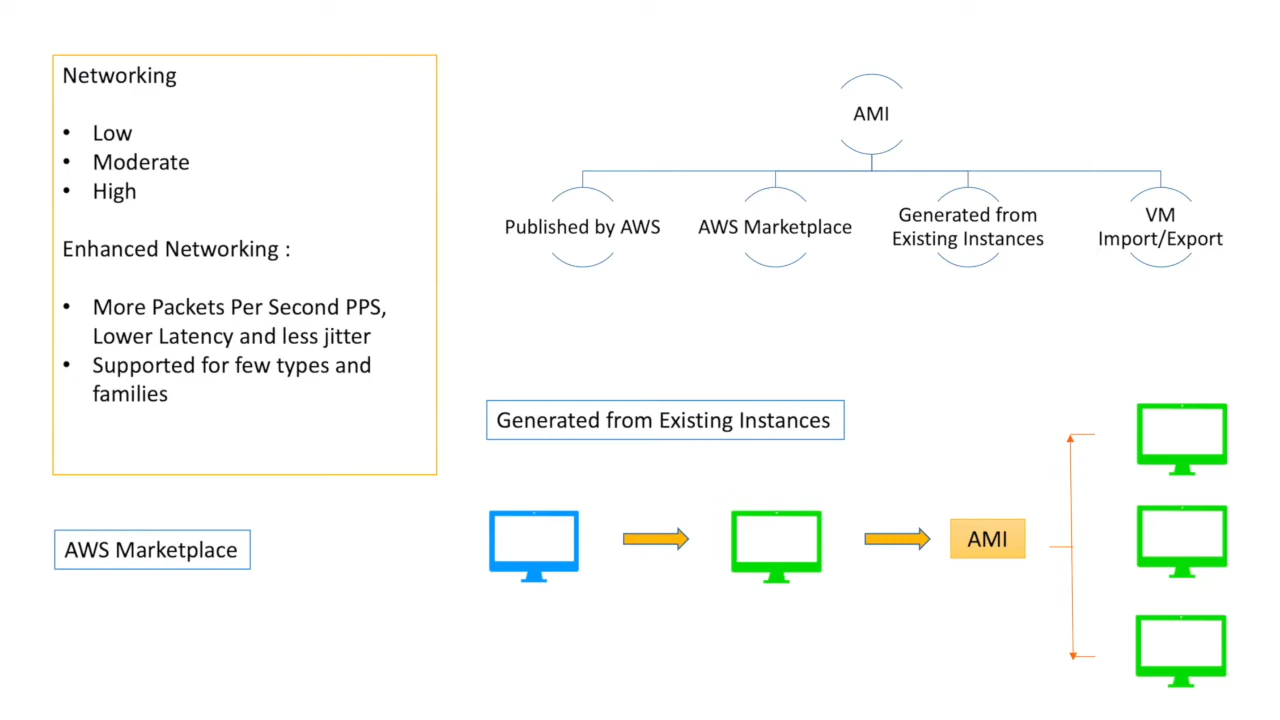 Networking
• Low
• Moderate
• High
Enhanced Networking :
• More Packets Per Second PPS,
Lower Latency and less jitter
• Supported for few types and
families
AWS Marketplace
AMI
Published by AWS
AWS Marketplace
Generated from
Existing Instances
VM
Import/Export
Generated from Existing Instances
AMI